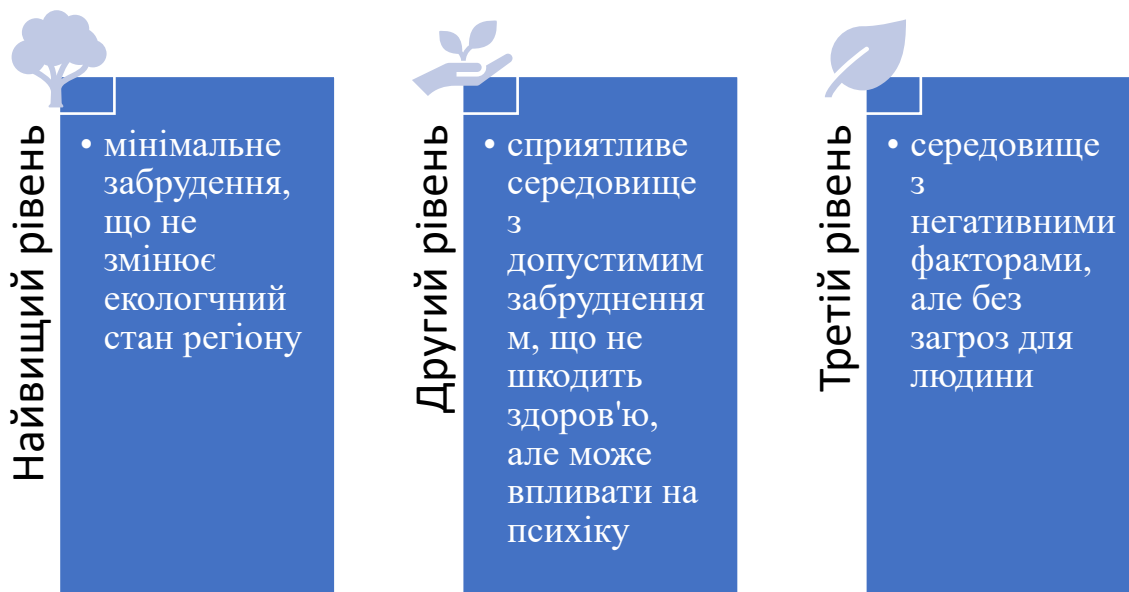 Найвищий рівень
• мінімальне
забрудення,
що не
змінює
екологчний
стан регіону
Другий рівень
• сприятливе
середовище
з
допустимим
забруднення
м, що не
шкодить
здоров'ю,
але може
впливати на
психіку
Третій рівень
• середовище
з
негативними
факторами,
але без
загроз для
людини